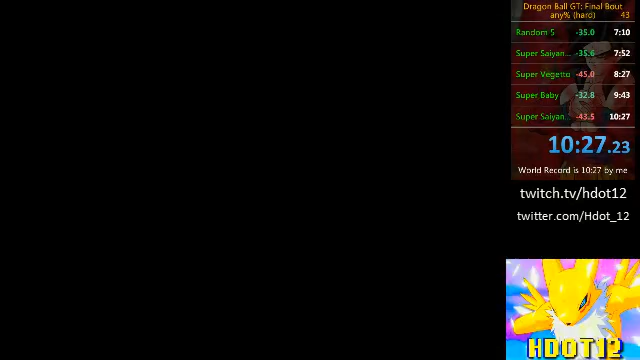 Dragon Ball GT: Final Bout
any% (hard) 43
Random 5 -35.0 7:10
Super Saiyan... -35.6 7:52
Super Vegetto -45.0 8:27
Super Baby -32.8 9:43
Super Saiyan... -43.5 10:27
10:27.23
World Record is 10:27 by me
twitch.tv/hdot12
twitter.com/Hdot_12
HDOT12